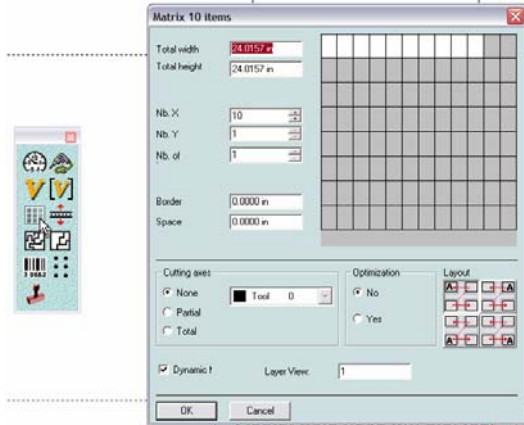 Matrix 10 items
Total width 24.0157 in
Total height 24.0157 in
Nb. X 10
Nb. Y 1
Nb. of 1
Border 0.0000 in
Space 0.0000 in
Cutting axes
None
Partial
Total
Tool 0
Optimization
No
Yes
Layout
A A
A A
Dynamic f
Layer View: 1
OK Cancel
V [V]